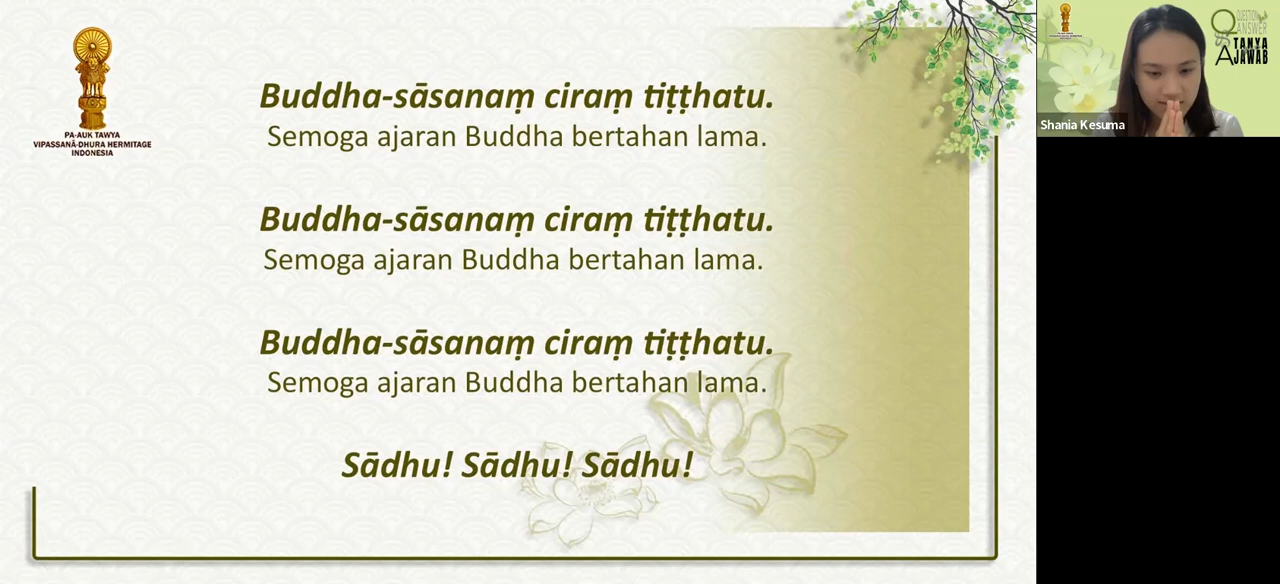 PA-AUK TAWYA
VIPASSANĀ-DHURA HERMITAGE
INDONESIA
Buddha-sāsanaṃ ciraṃ tiṭṭhatu.
Semoga ajaran Buddha bertahan lama.
Buddha-sāsanaṃ ciraṃ tiṭṭhatu.
Semoga ajaran Buddha bertahan lama.
Buddha-sāsanaṃ ciraṃ tiṭṭhatu.
Semoga ajaran Buddha bertahan lama.
Sādhu! Sādhu! Sādhu!
QUESTION
ANSWER
TANYA
JAWAB
Shania Kesuma